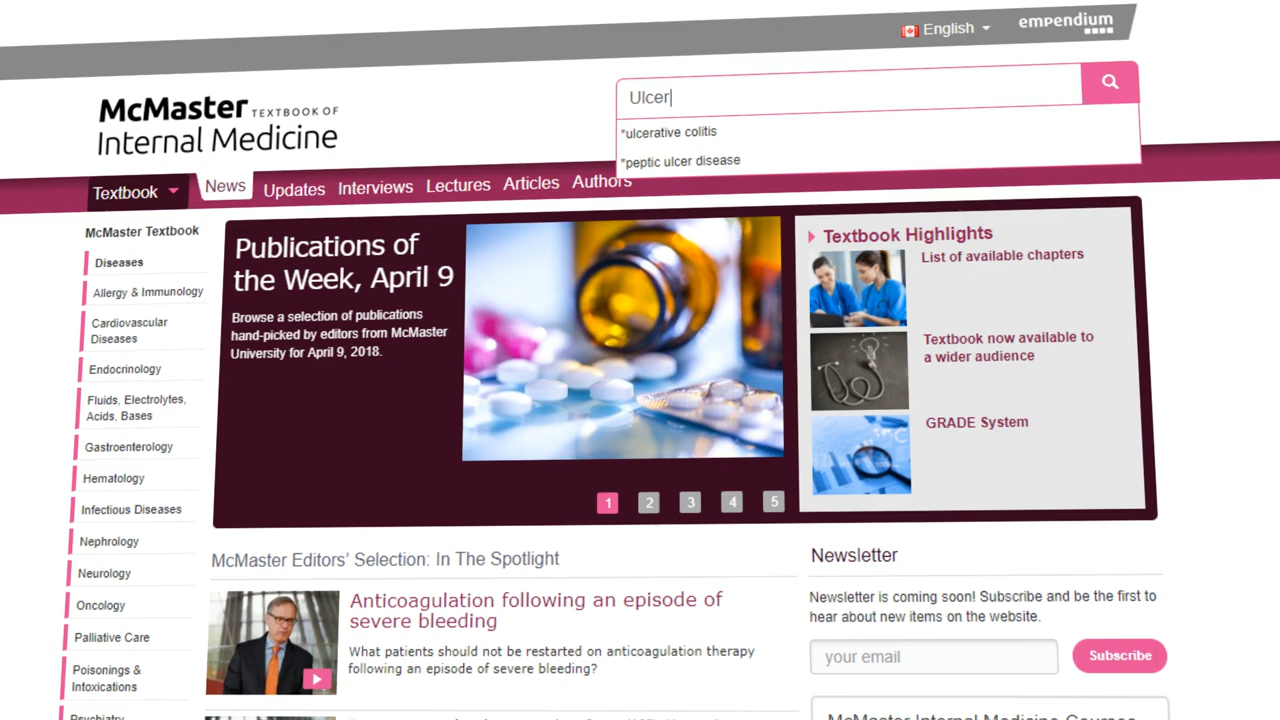 English
empendium
McMaster TEXTBOOK OF
Internal Medicine
Ulcer
*ulcerative colitis
*peptic ulcer disease
Textbook
News
Updates
Interviews
Lectures
Articles
Authors
McMaster Textbook
Diseases
Allergy & Immunology
Cardiovascular
Diseases
Endocrinology
Fluids, Electrolytes,
Acids, Bases
Gastroenterology
Hematology
Infectious Diseases
Nephrology
Neurology
Oncology
Palliative Care
Poisonings &
Intoxications
Psychiatry
Publications of
the Week, April 9
Browse a selection of publications
hand-picked by editors from McMaster
University for April 9, 2018.
1 2 3 4 5
Textbook Highlights
List of available chapters
Textbook now available to
a wider audience
GRADE System
McMaster Editors' Selection: In The Spotlight
Anticoagulation following an episode of
severe bleeding
What patients should not be restarted on anticoagulation therapy
following an episode of severe bleeding?
Newsletter
Newsletter is coming soon! Subscribe and be the first to
hear about new items on the website.
your email
Subscribe
McMaster Internal Medicine Courses